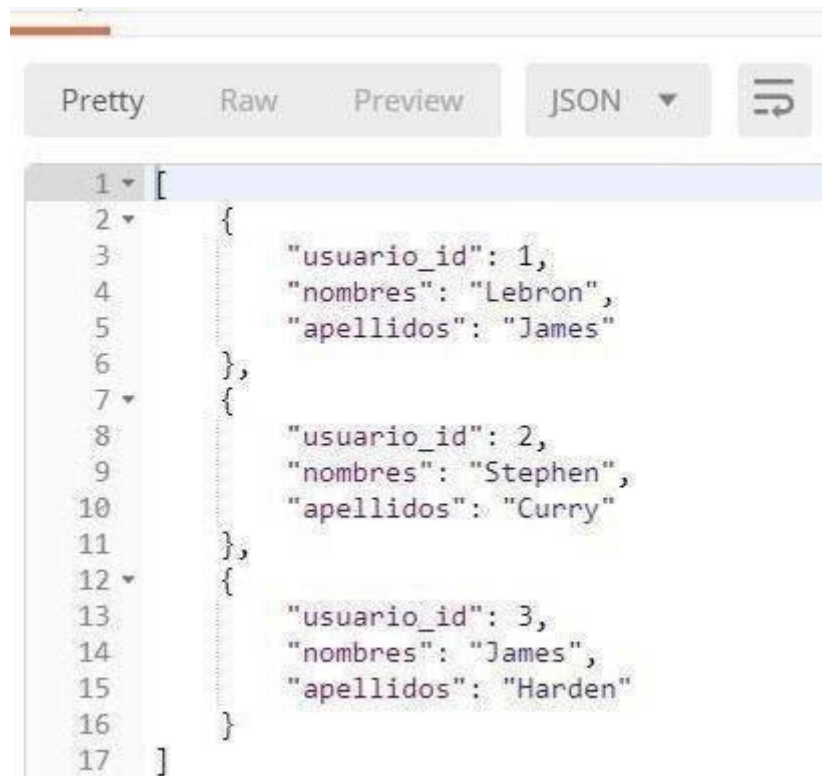 Pretty Raw Preview JSON
1 [
2 {
3 "usuario_id": 1,
4 "nombres": "Lebron",
5 "apellidos": "James"
6 },
7 {
8 "usuario_id": 2,
9 "nombres": "Stephen",
10 "apellidos": "Curry"
11 },
12 {
13 "usuario_id": 3,
14 "nombres": "James",
15 "apellidos": "Harden"
16 }
17 ]